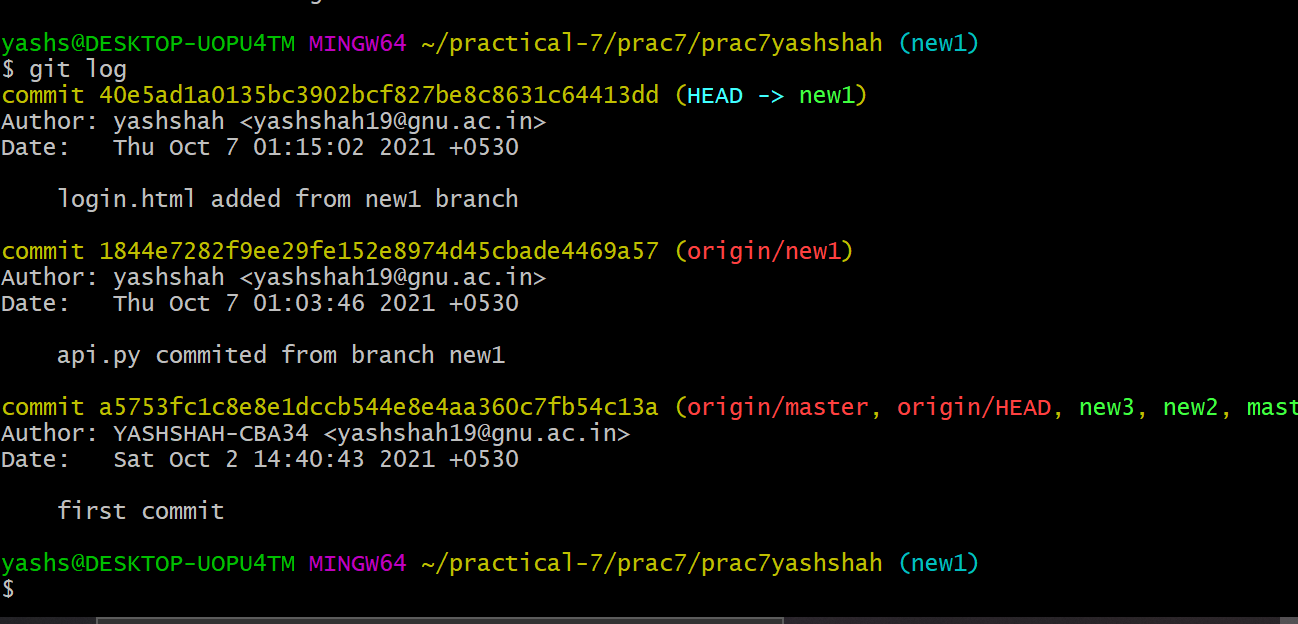 yashs@DESKTOP-UOPU4TM MINGW64 ~/practical-7/prac7/prac7yashshah (new1)
$ git log
commit 40e5ad1a0135bc3902bcf827be8c8631c64413dd (HEAD -> new1)
Author: yashshah <yashshah19@gnu.ac.in>
Date:   Thu Oct 7 01:15:02 2021 +0530
    login.html added from new1 branch
commit 1844e7282f9ee29fe152e8974d45cbade4469a57 (origin/new1)
Author: yashshah <yashshah19@gnu.ac.in>
Date:   Thu Oct 7 01:03:46 2021 +0530
    api.py commited from branch new1
commit a5753fc1c8e8e1dccb544e8e4aa360c7fb54c13a (origin/master, origin/HEAD, new3, new2, mast
Author: YASHSHAH-CBA34 <yashshah19@gnu.ac.in>
Date:   Sat Oct 2 14:40:43 2021 +0530
    first commit
yashs@DESKTOP-UOPU4TM MINGW64 ~/practical-7/prac7/prac7yashshah (new1)
$